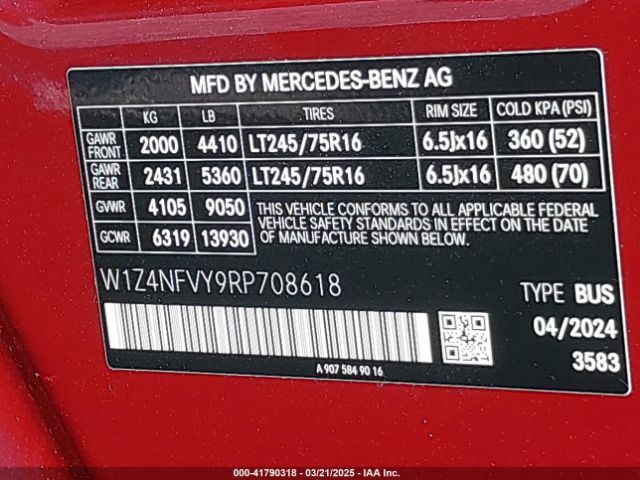 MFD BY MERCEDES-BENZ AG
KG LB TIRES RIM SIZE COLD KPA (PSI)
GAWR FRONT 2000 4410 LT245/75R16 6.5Jx16 360 (52)
GAWR REAR 2431 5360 LT245/75R16 6.5Jx16 480 (70)
GVWR 4105 9050
GCWR 6319 13930
THIS VEHICLE CONFORMS TO ALL APPLICABLE FEDERAL
VEHICLE SAFETY STANDARDS IN EFFECT ON THE DATE
OF MANUFACTURE SHOWN ABOVE.
W1Z4NFVY9RP708618
TYPE BUS
04/2024
3583
A 907 584 90 16
000-41790318 - 03/21/2025 - IAA Inc.